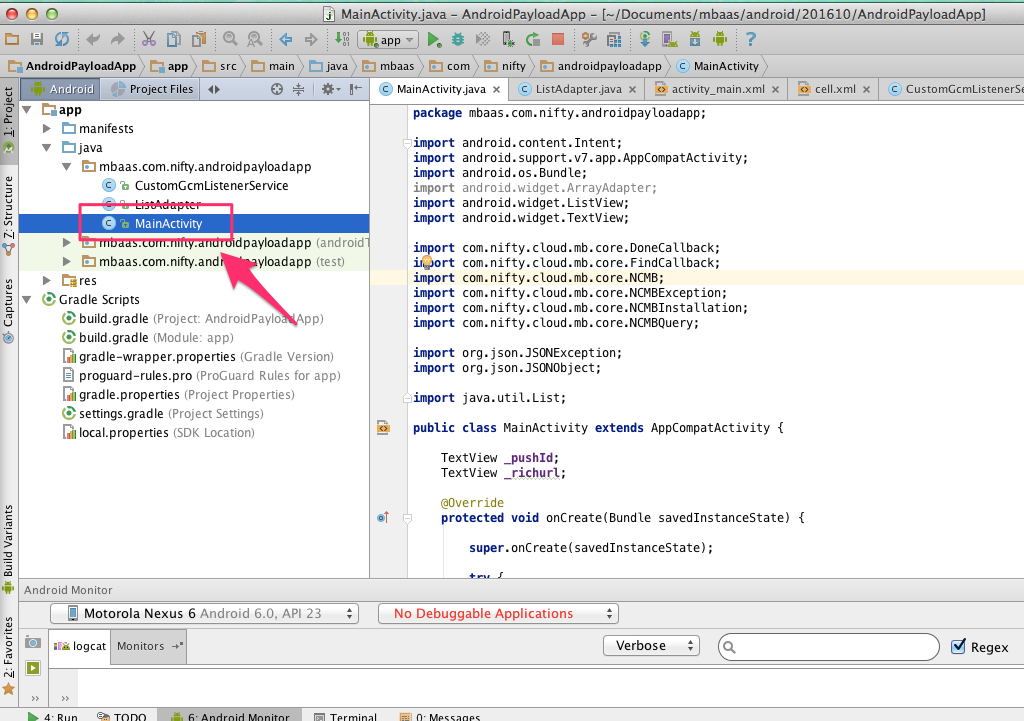 MainActivity.java - AndroidPayloadApp - [~/Documents/mbaas/android/201610/AndroidPayloadApp]
app
AndroidPayloadApp app src main java mbaas com nifty androidpayloadapp MainActivity
1: Project
7: Structure
Captures
Build Variants
2: Favorites
Android Project Files
app
manifests
java
mbaas.com.nifty.androidpayloadapp
CustomGcmListenerService
ListAdapter
MainActivity
mbaas.com.nifty.androidpayloadapp (androidT
mbaas.com.nifty.androidpayloadapp (test)
res
Gradle Scripts
build.gradle (Project: AndroidPayloadApp)
build.gradle (Module: app)
gradle-wrapper.properties (Gradle Version)
proguard-rules.pro (ProGuard Rules for app)
gradle.properties (Project Properties)
settings.gradle (Project Settings)
local.properties (SDK Location)
MainActivity.java ListAdapter.java activity_main.xml cell.xml CustomGcmListenerSe
package mbaas.com.nifty.androidpayloadapp;
import android.content.Intent;
import android.support.v7.app.AppCompatActivity;
import android.os.Bundle;
import android.widget.ArrayAdapter;
import android.widget.ListView;
import android.widget.TextView;
import com.nifty.cloud.mb.core.DoneCallback;
import com.nifty.cloud.mb.core.FindCallback;
import com.nifty.cloud.mb.core.NCMB;
import com.nifty.cloud.mb.core.NCMBException;
import com.nifty.cloud.mb.core.NCMBInstallation;
import com.nifty.cloud.mb.core.NCMBQuery;
import org.json.JSONException;
import org.json.JSONObject;
import java.util.List;
public class MainActivity extends AppCompatActivity {
TextView _pushId;
TextView _richurl;
@Override
protected void onCreate(Bundle savedInstanceState) {
super.onCreate(savedInstanceState);
try {
Android Monitor
Motorola Nexus 6 Android 6.0, API 23 No Debuggable Applications
logcat Monitors Verbose Regex
4: Run TODO 6: Android Monitor Terminal 0: Messages